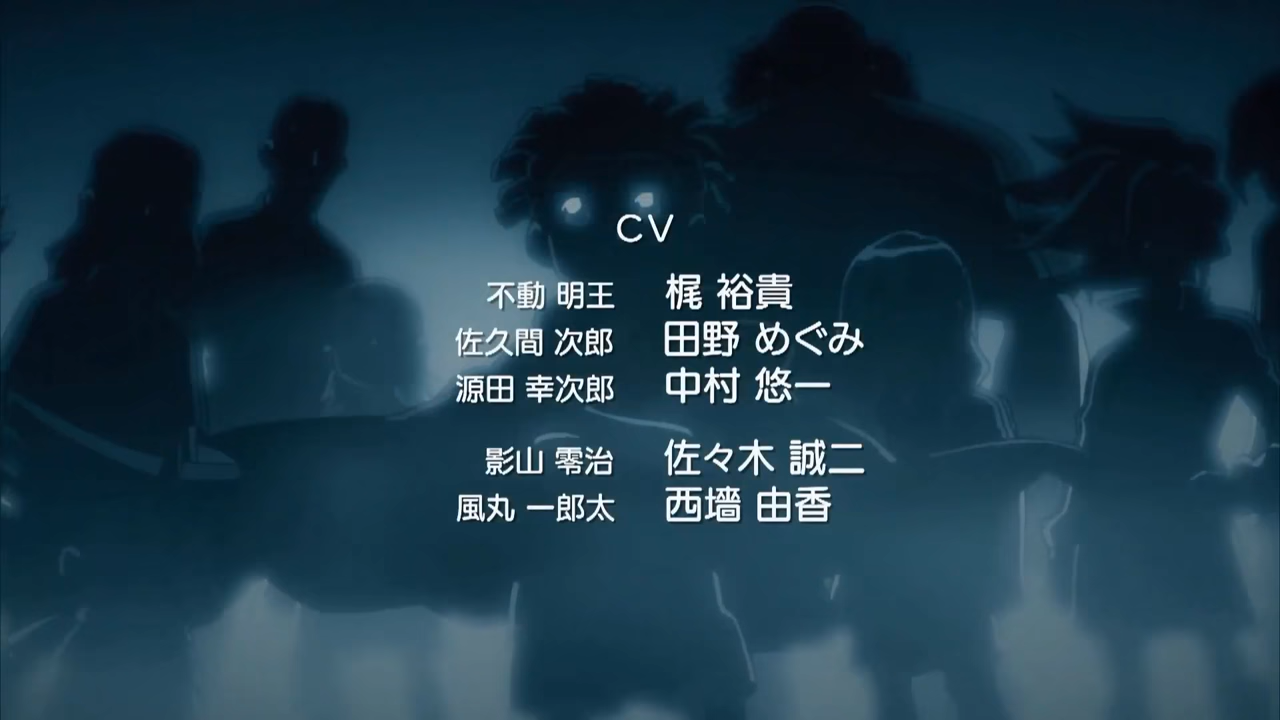 CV
不動 明王 梶 裕貴
佐久間 次郎 田野 めぐみ
源田 幸次郎 中村 悠一
影山 零治 佐々木 誠二
風丸 一郎太 西墻 由香